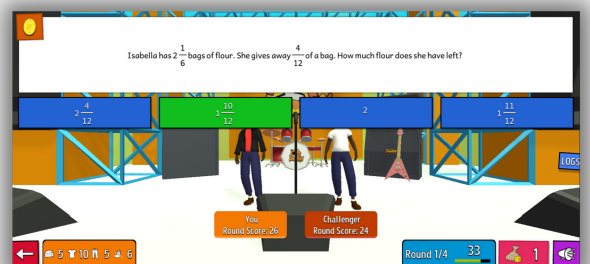 Isabella has 2 1/6 bags of flour. She gives away 4/12 of a bag. How much flour does she have left?
2 4/12
1 10/12
2
1 11/12
LOGS
You
Round Score: 26
Challenger
Round Score: 24
5 10 5 6
Round 1/4
33
1